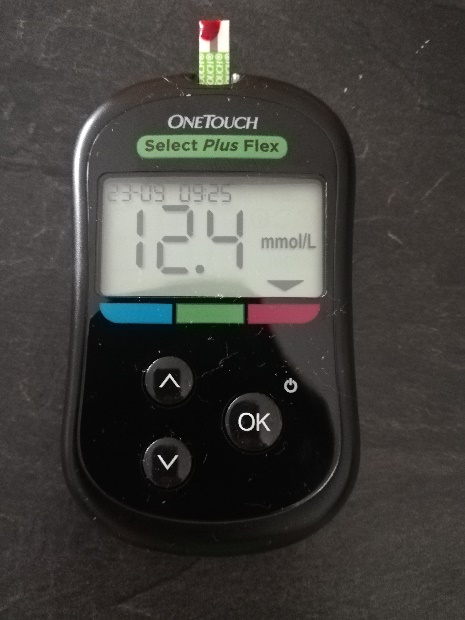 ONETOUCH
Select Plus Flex
23-09 09:25
12.4 mmol/L
OK